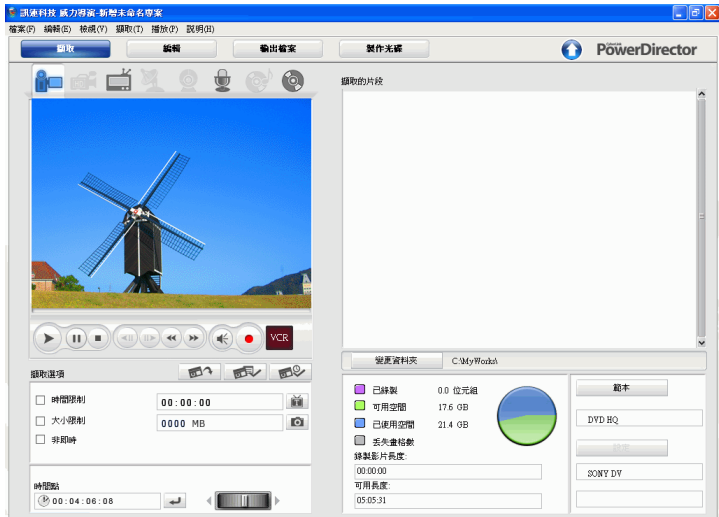 訊連科技 威力導演-新增未命名專案
檔案(F) 編輯(E) 檢視(V) 擷取(T) 播放(P) 說明(H)
擷取 編輯 輸出檔案 製作光碟 PowerDirector
擷取的片段
VCR
變更資料夾 C:\MyWorks\
擷取選項
時間限制 00:00:00
大小限制 0000 MB
非即時
時間點
00:04:06:08
已錄製 0.0 位元組
可用空間 17.6 GB
已使用空間 21.4 GB
丟失畫格數
錄製影片長度:
00:00:00
可用長度:
05:05:31
範本
DVD HQ
SONY DV